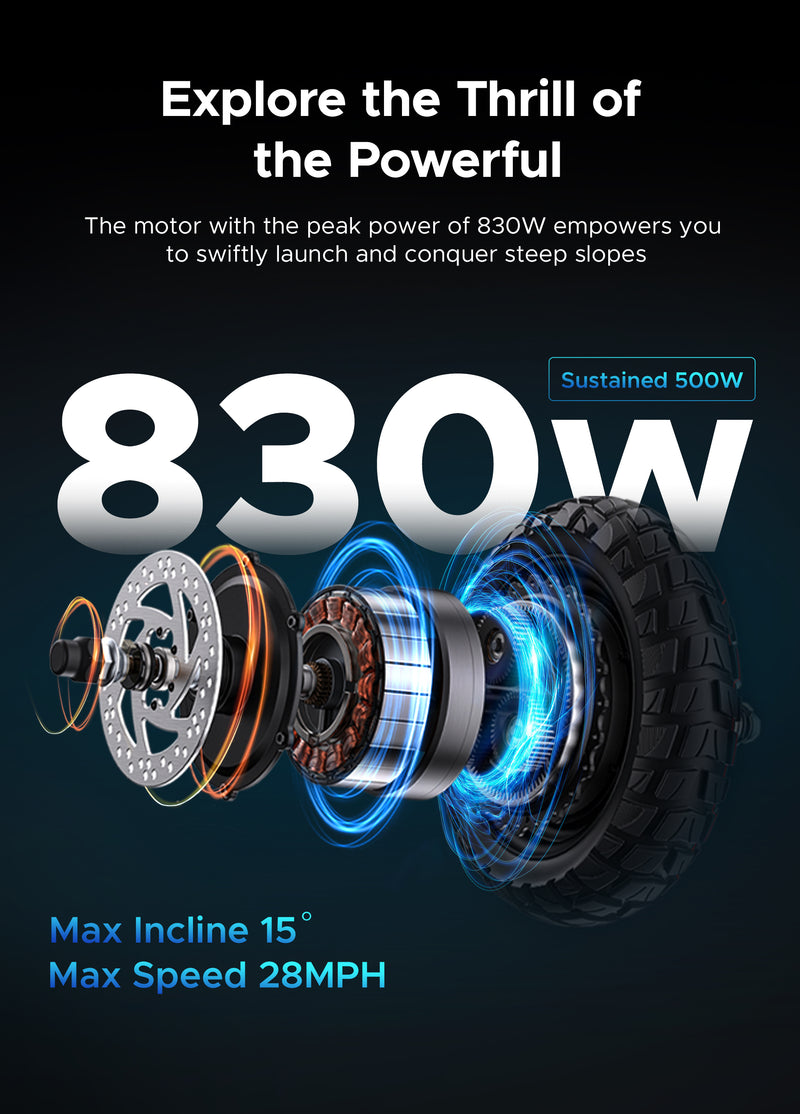 Explore the Thrill of
the Powerful
The motor with the peak power of 830W empowers you
to swiftly launch and conquer steep slopes
Sustained 500W
830w
Max Incline 15°
Max Speed 28MPH